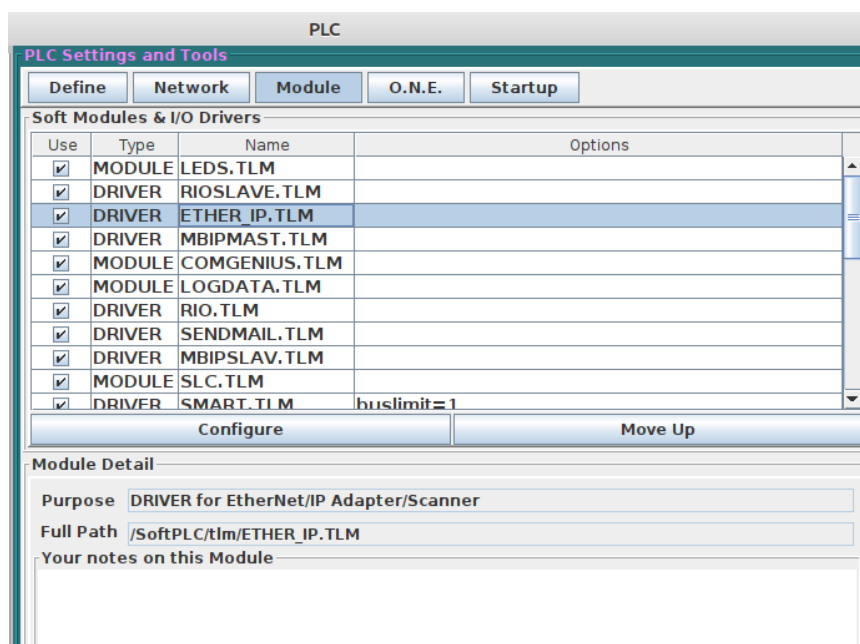 PLC
PLC Settings and Tools
Define Network Module O.N.E. Startup
Soft Modules & I/O Drivers
Use Type Name Options
MODULE LEDS.TLM
DRIVER RIOSLAVE.TLM
DRIVER ETHER_IP.TLM
DRIVER MBIPMAST.TLM
MODULE COMGENIUS.TLM
MODULE LOGDATA.TLM
DRIVER RIO.TLM
DRIVER SENDMAIL.TLM
DRIVER MBIPSLAV.TLM
MODULE SLC.TLM
DRIVER SMART.TLM buslimit=1
Configure Move Up
Module Detail
Purpose DRIVER for EtherNet/IP Adapter/Scanner
Full Path /SoftPLC/tlm/ETHER_IP.TLM
Your notes on this Module